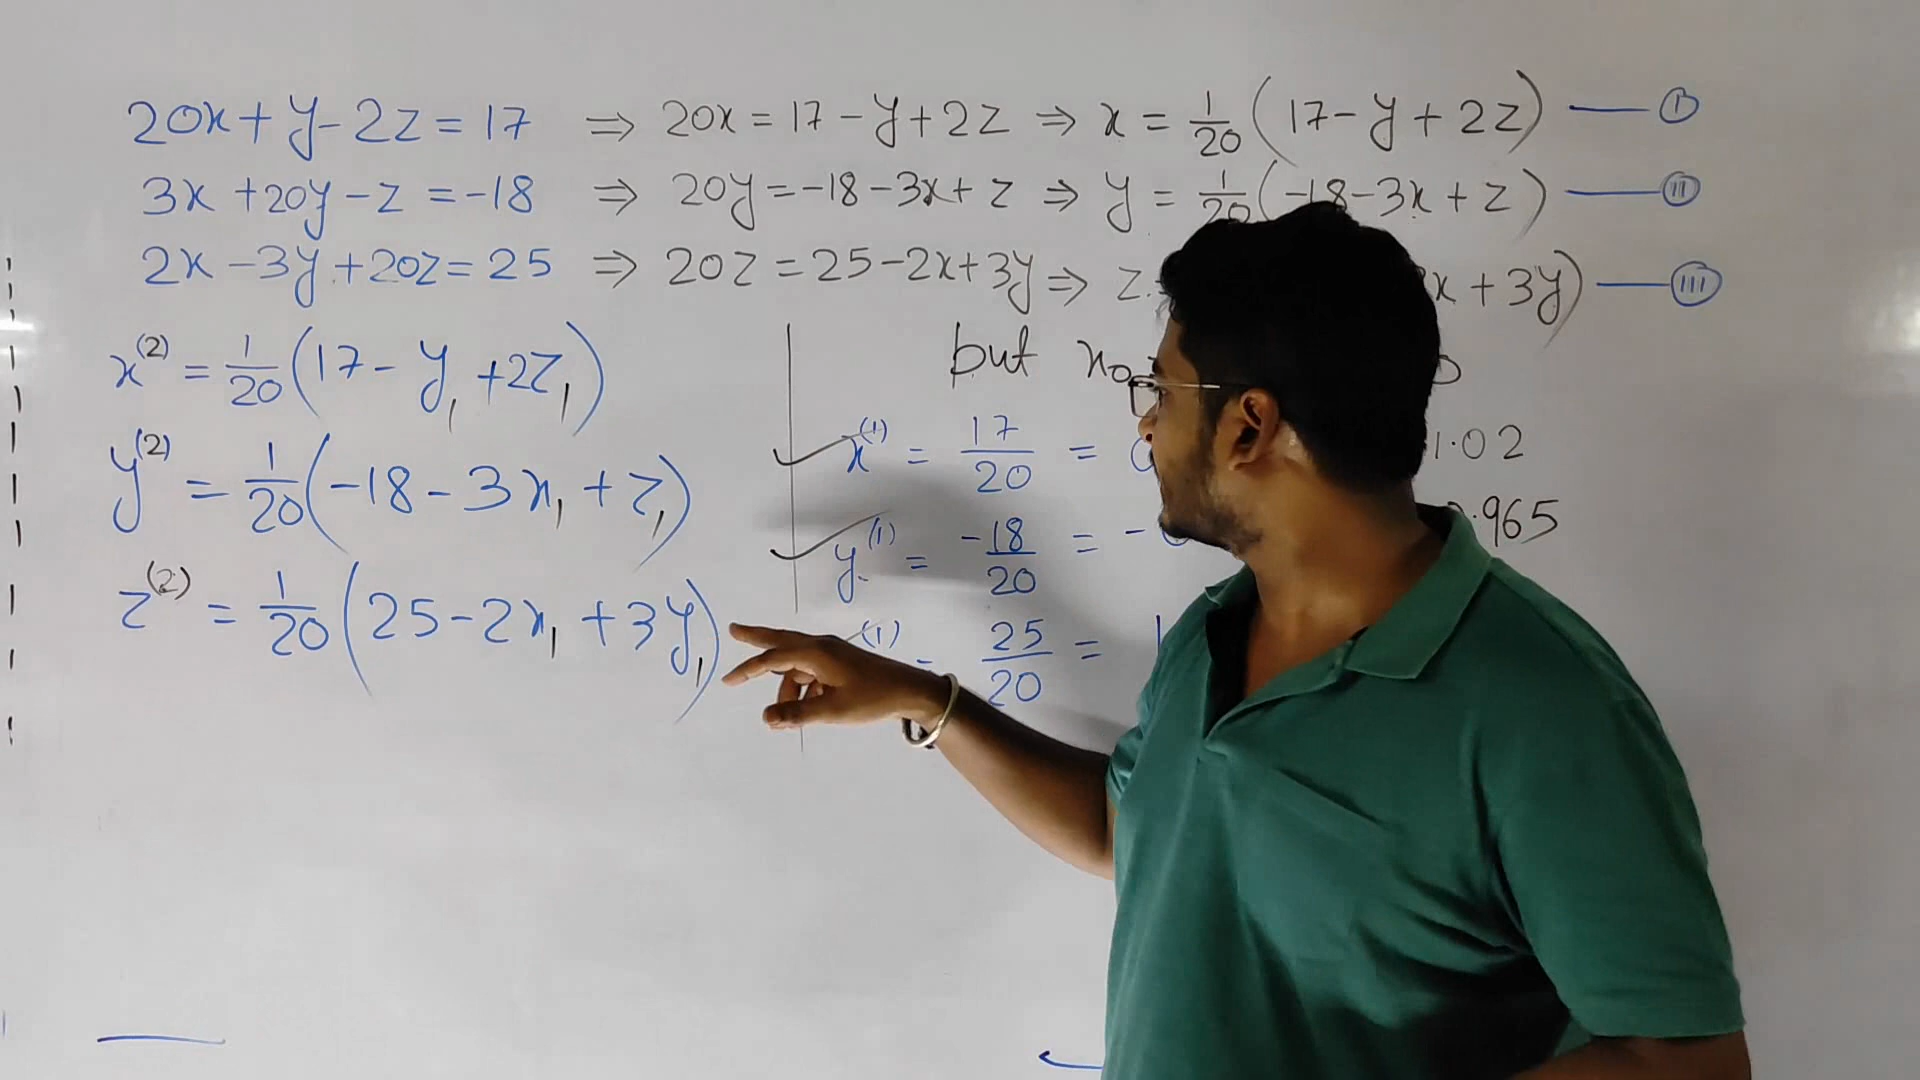 20x + y - 2z = 17 ⇒ 20x = 17 - y + 2z ⇒ x = 1/20 (17 - y + 2z) — (I)
3x + 20y - z = -18 ⇒ 20y = -18 - 3x + z ⇒ y = 1/20 (-18 - 3x + z) — (II)
2x - 3y + 20z = 25 ⇒ 20z = 25 - 2x + 3y ⇒ z x + 3y) — (III)
x^(2) = 1/20 (17 - y₁ + 2z₁)
y^(2) = 1/20 (-18 - 3x₁ + z₁)
z^(2) = 1/20 (25 - 2x₁ + 3y₁)
but x₀
x^(1) = 17/20 = 1.02
y^(1) = -18/20 = - .965
(1) = 25/20 = 1